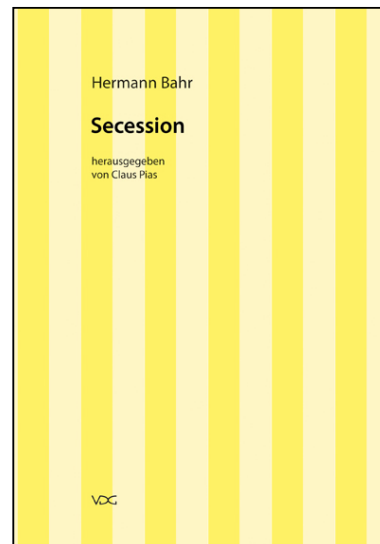 Hermann Bahr
Secession
herausgegeben
von Claus Pias
VDG